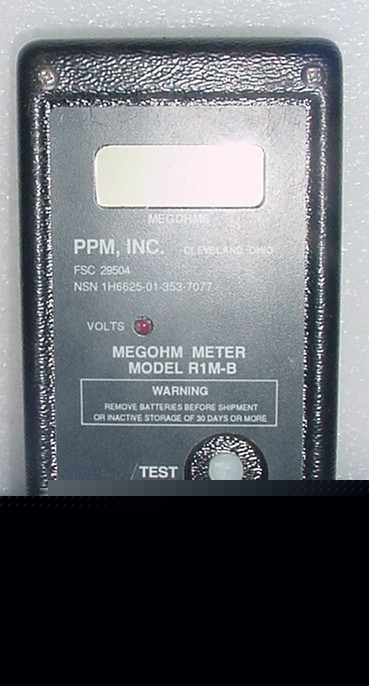 MEGOHMS
PPM, INC. CLEVELAND, OHIO
FSC 29504
NSN 1H6625-01-353-7077
VOLTS
MEGOHM METER
MODEL R1M-B
WARNING
REMOVE BATTERIES BEFORE SHIPMENT
OR INACTIVE STORAGE OF 30 DAYS OR MORE
TEST